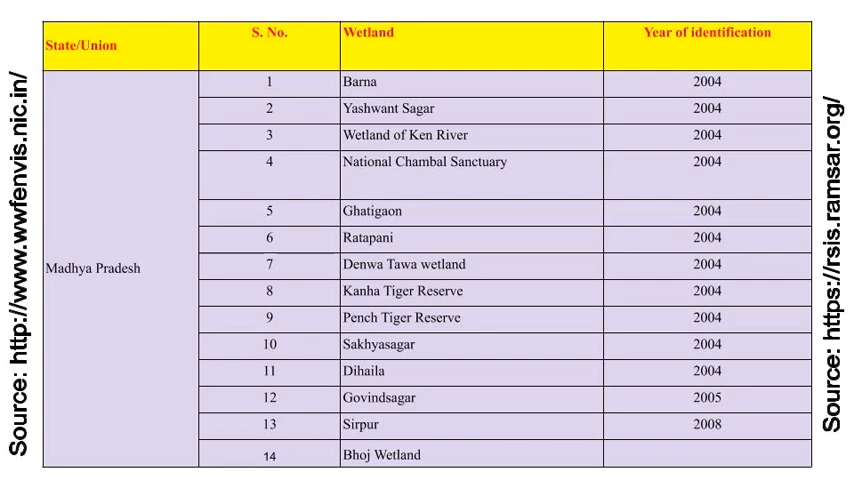 State/Union S. No. Wetland Year of identification
Madhya Pradesh
1 Barna 2004
2 Yashwant Sagar 2004
3 Wetland of Ken River 2004
4 National Chambal Sanctuary 2004
5 Ghatigaon 2004
6 Ratapani 2004
7 Denwa Tawa wetland 2004
8 Kanha Tiger Reserve 2004
9 Pench Tiger Reserve 2004
10 Sakhyasagar 2004
11 Dihaila 2004
12 Govindsagar 2005
13 Sirpur 2008
14 Bhoj Wetland
Source: http://www.wwfenvis.nic.in/
Source: https://rsis.ramsar.org/